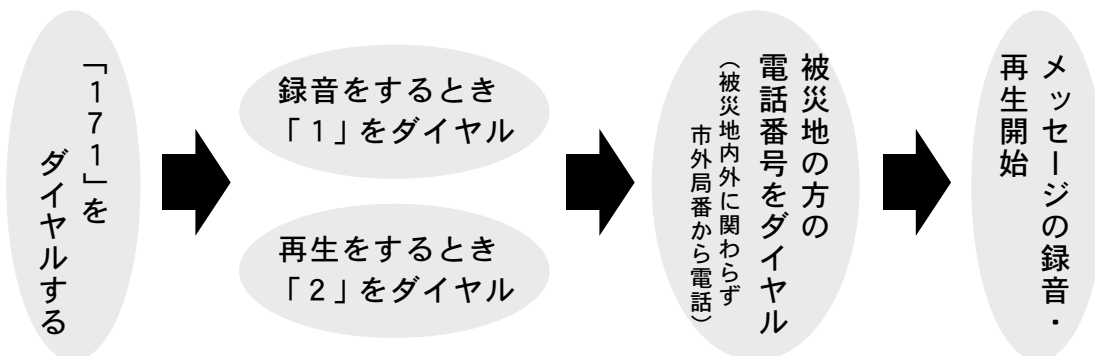 「１７１」を
ダイヤルする
録音をするとき
「１」をダイヤル
再生をするとき
「２」をダイヤル
被災地の方の
電話番号をダイヤル
（被災地内外に関わらず
市外局番から電話）
メッセージの録音・
再生開始